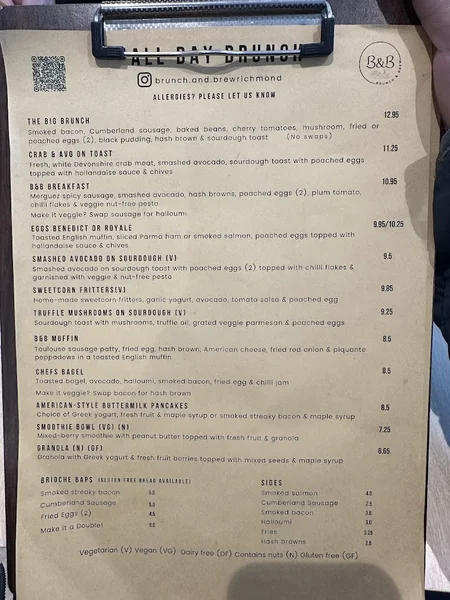 ALL DAY BRUNCH
B&B
brunch.and.brewrichmond
ALLERGIES? PLEASE LET US KNOW
THE BIG BRUNCH 12.95
Smoked bacon, Cumberland sausage, baked beans, cherry tomatoes, mushroom, fried or
poached eggs (2), black pudding, hash brown & sourdough toast (No swaps)
CRAB & AVO ON TOAST 11.25
Fresh, white Devonshire crab meat, smashed avocado, sourdough toast with poached eggs
topped with hollandaise sauce & chives
B&B BREAKFAST 10.95
Merguez spicy sausage, smashed avocado, hash browns, poached eggs (2), plum tomato,
chilli flakes & veggie nut-free pesto
Make it veggie? Swap sausage for halloumi
EGGS BENEDICT OR ROYALE 9.95/10.25
Toasted English muffin, sliced Parma ham or smoked salmon, poached eggs topped with
hollandaise sauce & chives
SMASHED AVOCADO ON SOURDOUGH (V) 9.5
Smashed avocado on sourdough toast with poached eggs (2) topped with chilli flakes &
garnished with veggie & nut-free pesto
SWEETCORN FRITTERS(V) 9.85
Home-made sweetcorn fritters, garlic yogurt, avocado, tomato salsa & poached egg
TRUFFLE MUSHROOMS ON SOURDOUGH (V) 9.25
Sourdough toast with mushrooms, truffle oil, grated veggie parmesan & poached eggs
B&B MUFFIN 8.5
Toulouse sausage patty, fried egg, hash brown, American cheese, fried red onion & piquante
peppadews in a toasted English muffin
CHEFS BAGEL 8.5
Toasted bagel, avocado, halloumi, smoked bacon, fried egg & chilli jam
Make it veggie? Swap bacon for hash brown
AMERICAN-STYLE BUTTERMILK PANCAKES 8.5
Choice of Greek yogurt, fresh fruit & maple syrup or smoked streaky bacon & maple syrup
SMOOTHIE BOWL (VG) (N) 7.25
Mixed-berry smoothie with peanut butter topped with fresh fruit & granola
GRANOLA (N) (GF) 6.65
Granola with Greek yogurt & fresh fruit berries topped with mixed seeds & maple syrup
BRIOCHE BAPS (GLUTEN FREE BREAD AVAILABLE)
Smoked streaky bacon
Cumberland Sausage
Fried Eggs (2)
Make it a Double!
SIDES
Smoked salmon
Cumberland Sausage
Smoked bacon
Halloumi
Fries
Hash browns
Vegetarian (V) Vegan (VG) Dairy free (DF) Contains nuts (N) Gluten free (GF)